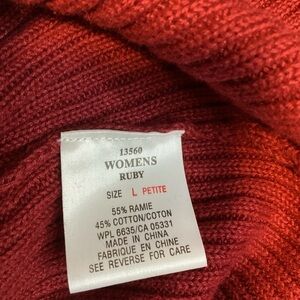 13560
WOMENS
RUBY
SIZE L PETITE
55% RAMIE
45% COTTON/COTON
WPL 6635/CA 05331
MADE IN CHINA
FABRIQUE EN CHINE
SEE REVERSE FOR CARE